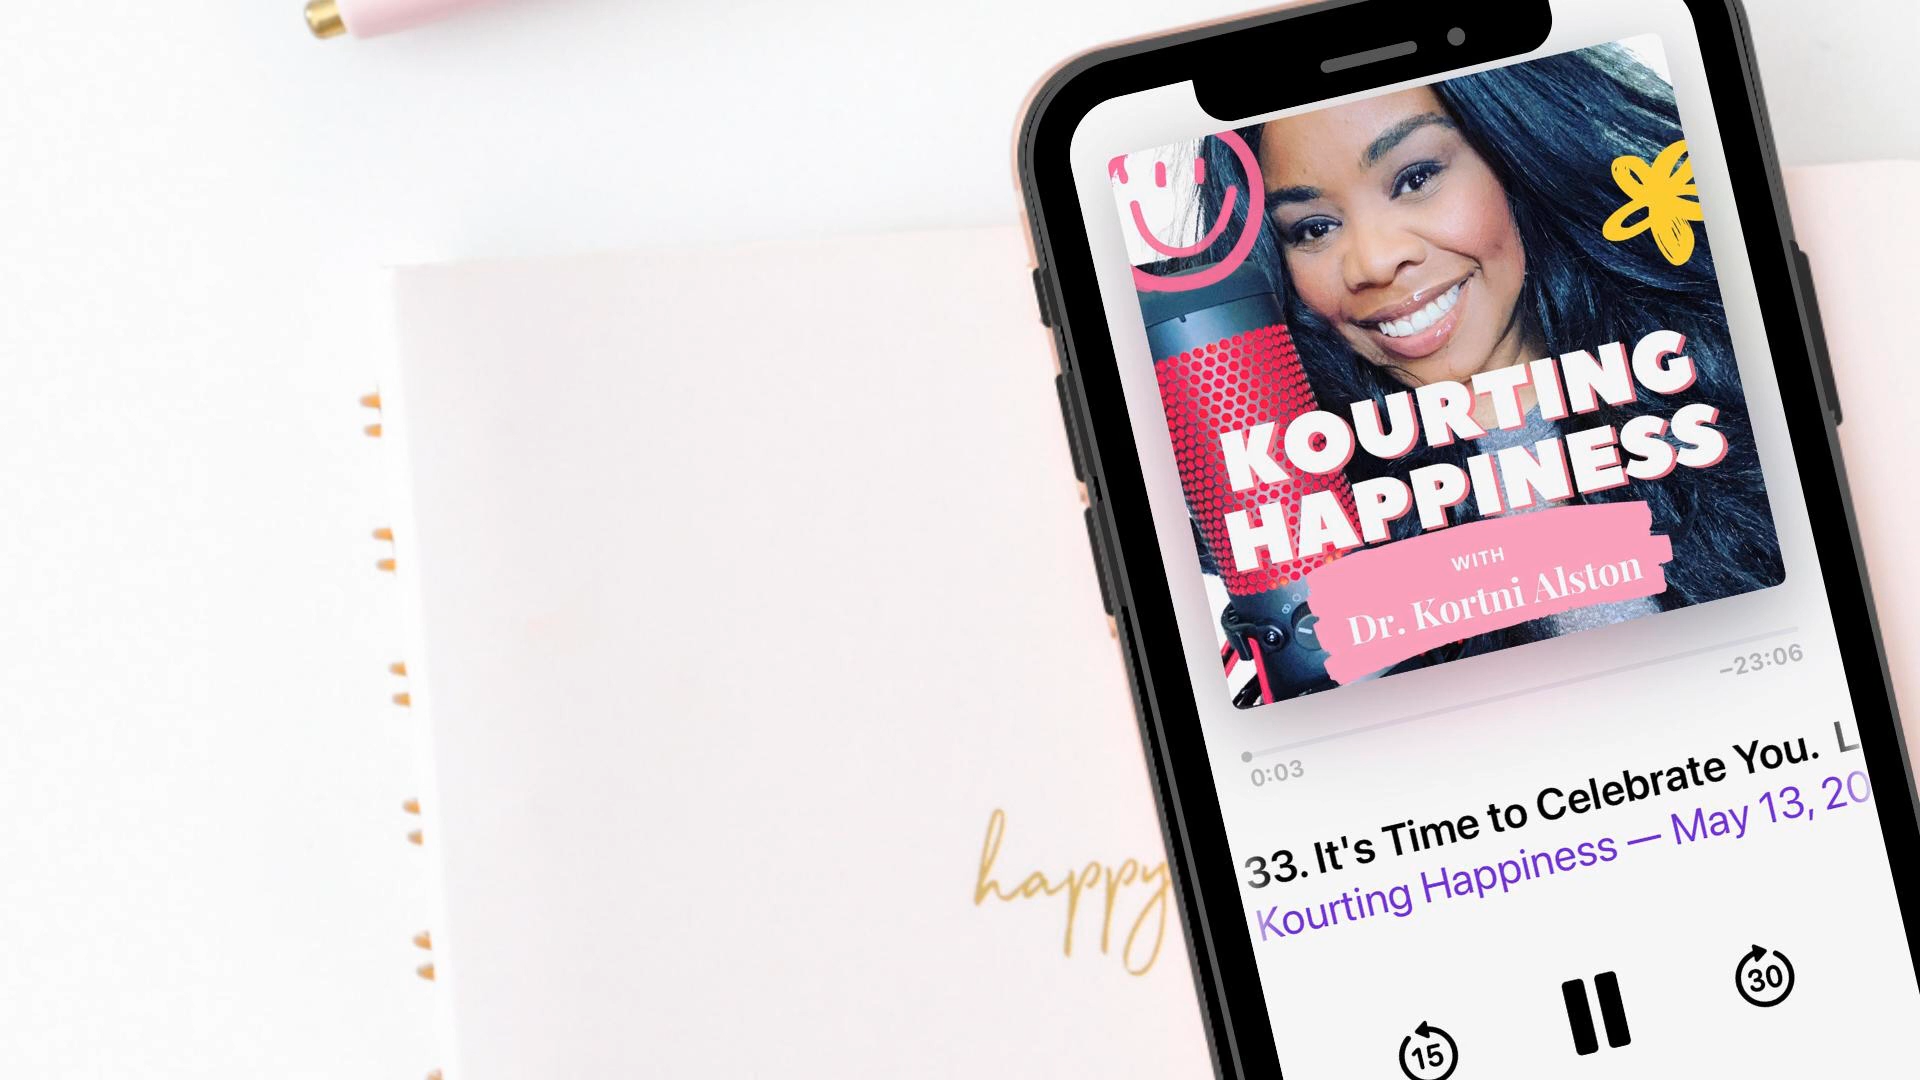 KOURTING
HAPPINESS
WITH
Dr. Kortni Alston
0:03
–23:06
33. It's Time to Celebrate You. L
Kourting Happiness — May 13, 20
happy
15
30